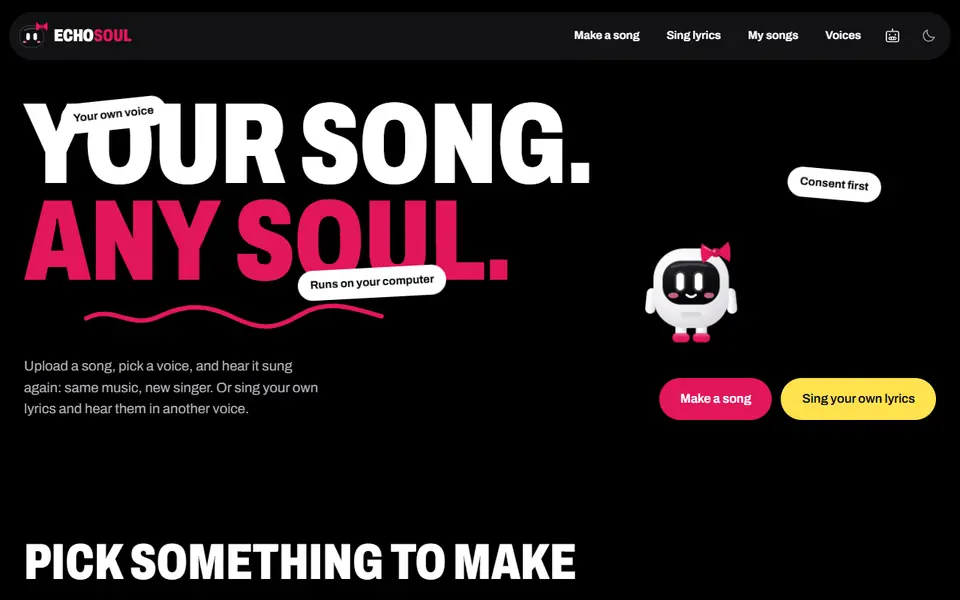 ECHOSOUL
Make a song
Sing lyrics
My songs
Voices
Your own voice
YOUR SONG.
Consent first
ANY SOUL.
Runs on your computer
Upload a song, pick a voice, and hear it sung
again: same music, new singer. Or sing your own
lyrics and hear them in another voice.
Make a song
Sing your own lyrics
PICK SOMETHING TO MAKE